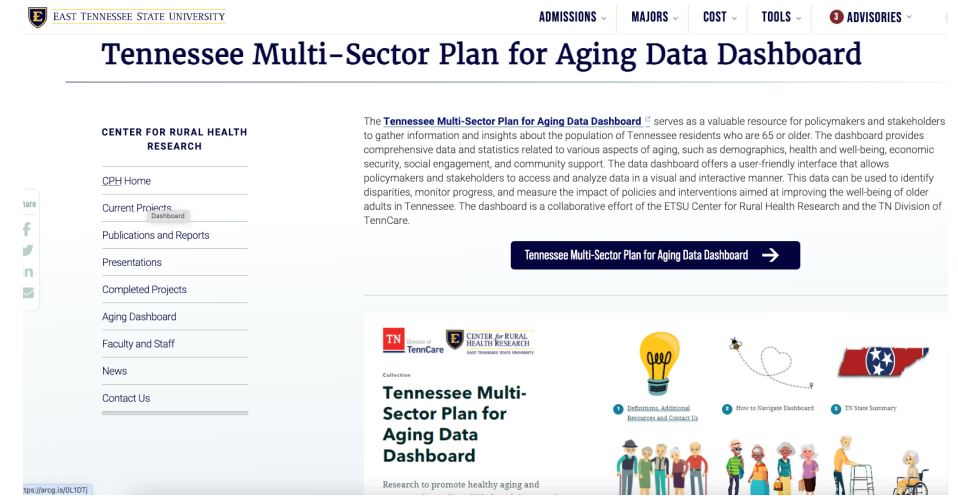 EAST TENNESSEE STATE UNIVERSITY
ADMISSIONS
MAJORS
COST
TOOLS
3 ADVISORIES
Tennessee Multi-Sector Plan for Aging Data Dashboard
CENTER FOR RURAL HEALTH
RESEARCH
CPH Home
Current Projects
Dashboard
Publications and Reports
Presentations
Completed Projects
Aging Dashboard
Faculty and Staff
News
Contact Us
hare
The Tennessee Multi-Sector Plan for Aging Data Dashboard serves as a valuable resource for policymakers and stakeholders
to gather information and insights about the population of Tennessee residents who are 65 or older. The dashboard provides
comprehensive data and statistics related to various aspects of aging, such as demographics, health and well-being, economic
security, social engagement, and community support. The data dashboard offers a user-friendly interface that allows
policymakers and stakeholders to access and analyze data in a visual and interactive manner. This data can be used to identify
disparities, monitor progress, and measure the impact of policies and interventions aimed at improving the well-being of older
adults in Tennessee. The dashboard is a collaborative effort of the ETSU Center for Rural Health Research and the TN Division of
TennCare.
Tennessee Multi-Sector Plan for Aging Data Dashboard
TN Division of
TennCare
E CENTER for RURAL
HEALTH RESEARCH
EAST TENNESSEE STATE UNIVERSITY
Collection
Tennessee Multi-
Sector Plan for
Aging Data
Dashboard
Research to promote healthy aging and
1 Definitions, Additional
Resources and Contact Us
2 How to Navigate Dashboard
3 TN State Summary
ttps://arcg.is/0L1DTj